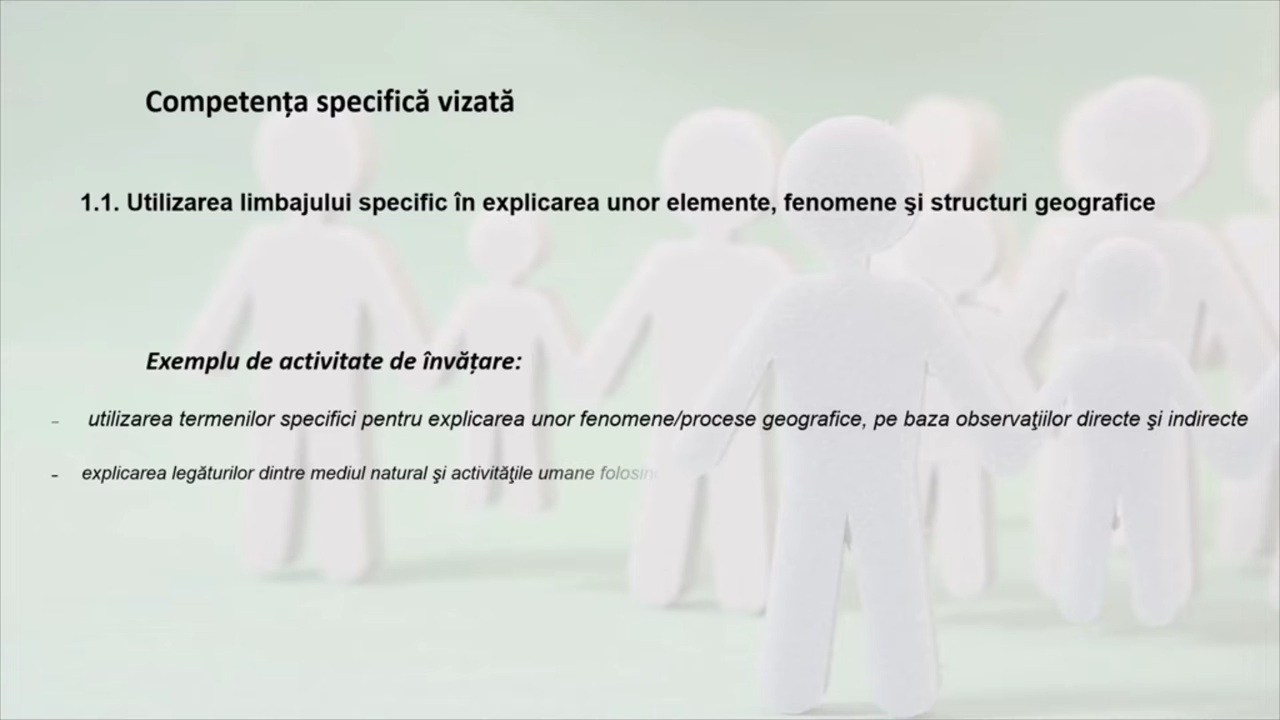 Competența specifică vizată
1.1. Utilizarea limbajului specific în explicarea unor elemente, fenomene şi structuri geografice
Exemplu de activitate de învățare:
- utilizarea termenilor specifici pentru explicarea unor fenomene/procese geografice, pe baza observaţiilor directe şi indirecte
- explicarea legăturilor dintre mediul natural şi activităţile umane